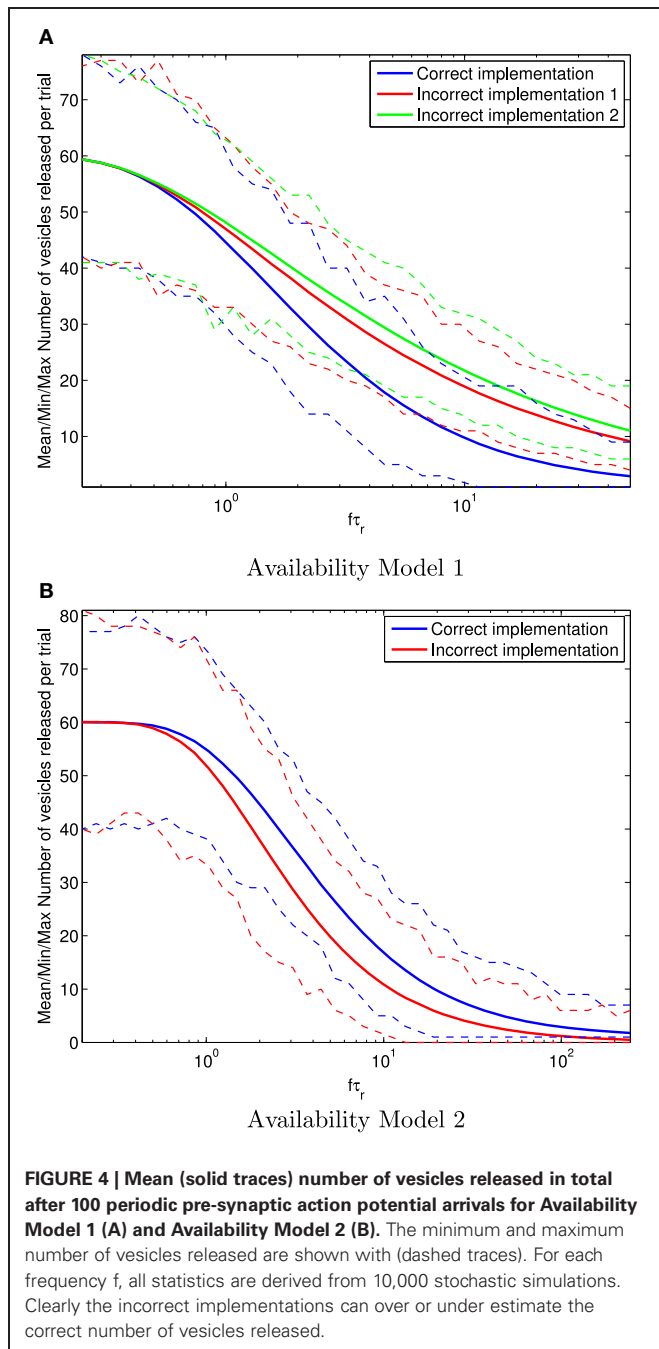 A
Mean/Min/Max Number of vesicles released per trial
70
60
50
40
30
20
10
Correct implementation
Incorrect implementation 1
Incorrect implementation 2
10⁰
10¹
fτᵣ
Availability Model 1
B
Mean/Min/Max Number of vesicles released per trial
80
70
60
50
40
30
20
10
0
Correct implementation
Incorrect implementation
10⁰
10¹
10²
fτᵣ
Availability Model 2
FIGURE 4 | Mean (solid traces) number of vesicles released in total
after 100 periodic pre-synaptic action potential arrivals for Availability
Model 1 (A) and Availability Model 2 (B). The minimum and maximum
number of vesicles released are shown with (dashed traces). For each
frequency f, all statistics are derived from 10,000 stochastic simulations.
Clearly the incorrect implementations can over or under estimate the
correct number of vesicles released.